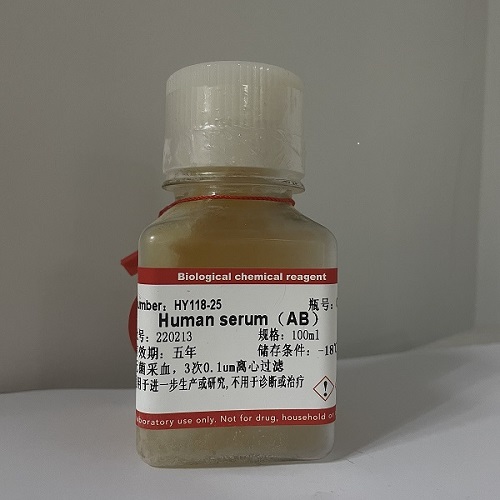 Biological chemical reagent
umber: HY118-25 瓶号:
Human serum (AB)
号: 220213 规格: 100ml
效期: 五年 储存条件: -18℃
菌采血, 3次0.1um离心过滤
用于进一步生产或研究,不用于诊断或治疗
boratory use only. Not for drug, household or